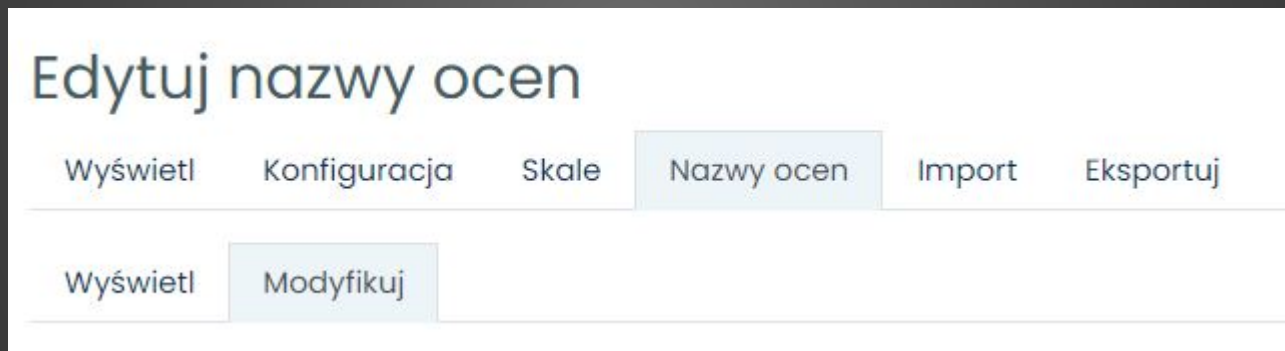 Edytuj nazwy ocen
Wyświetl Konfiguracja Skale Nazwy ocen Import Eksportuj
Wyświetl Modyfikuj